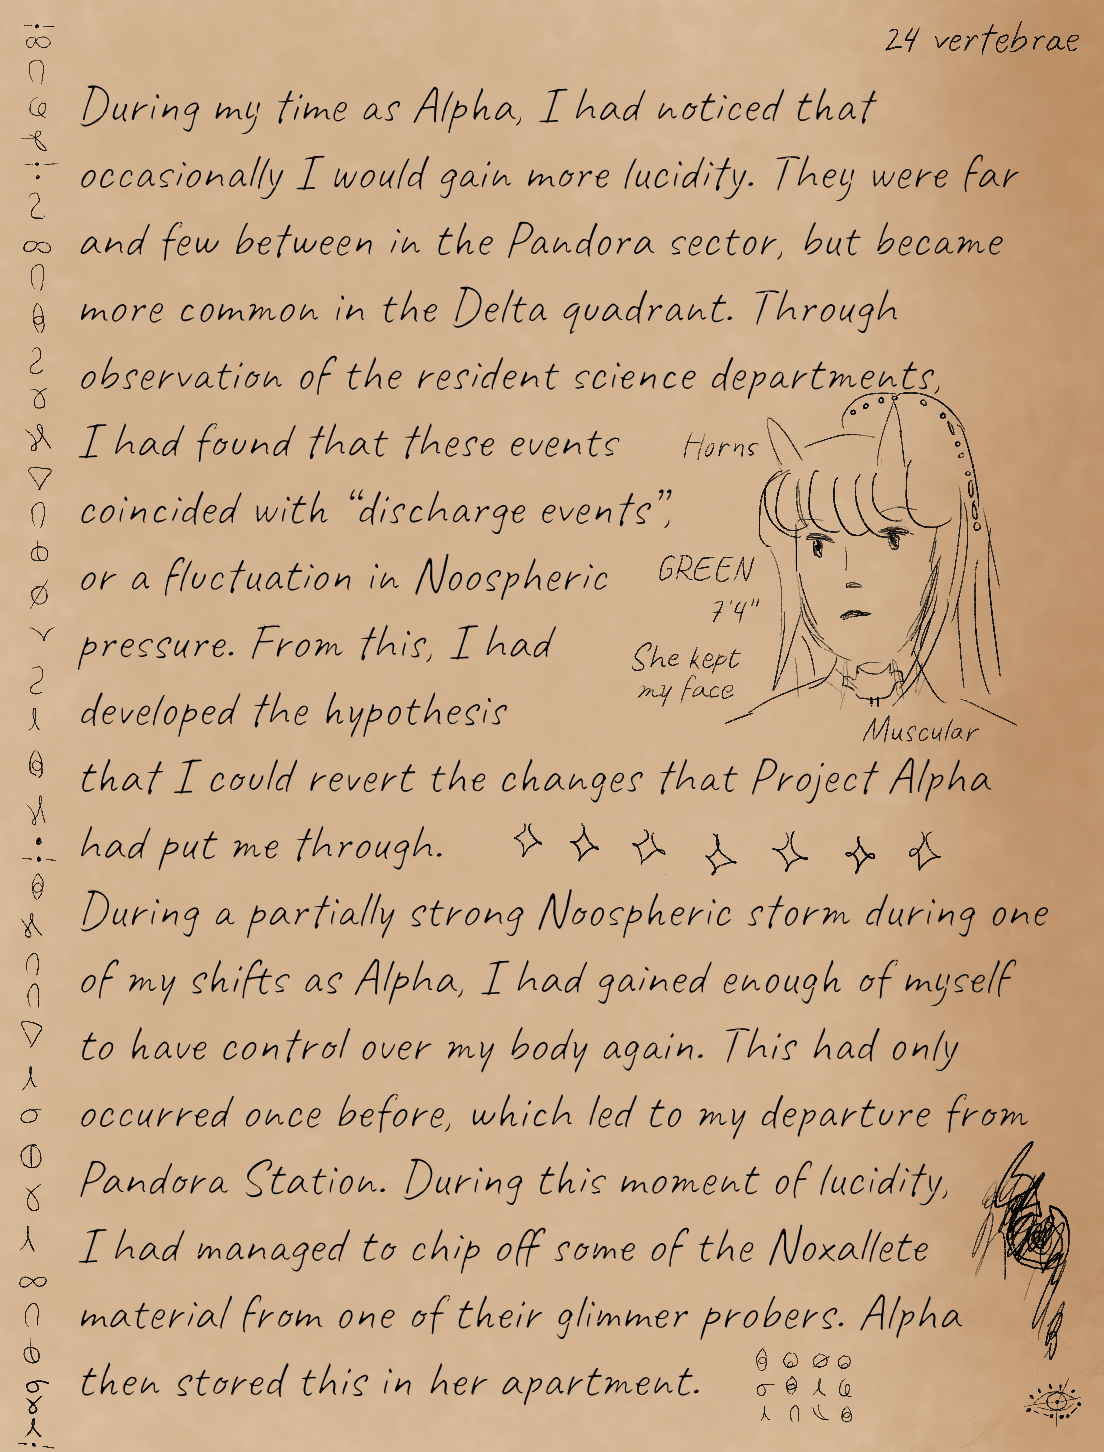 24 vertebrae
During my time as Alpha, I had noticed that
occasionally I would gain more lucidity. They were far
and few between in the Pandora sector, but became
more common in the Delta quadrant. Through
observation of the resident science departments,
I had found that these events
coincided with “discharge events”,
or a fluctuation in Noospheric
pressure. From this, I had
developed the hypothesis
Horns
GREEN
7'4"
She kept
my face
Muscular
that I could revert the changes that Project Alpha
had put me through.
During a partially strong Noospheric storm during one
of my shifts as Alpha, I had gained enough of myself
to have control over my body again. This had only
occurred once before, which led to my departure from
Pandora Station. During this moment of lucidity,
I had managed to chip off some of the Noxallete
material from one of their glimmer probers. Alpha
then stored this in her apartment.